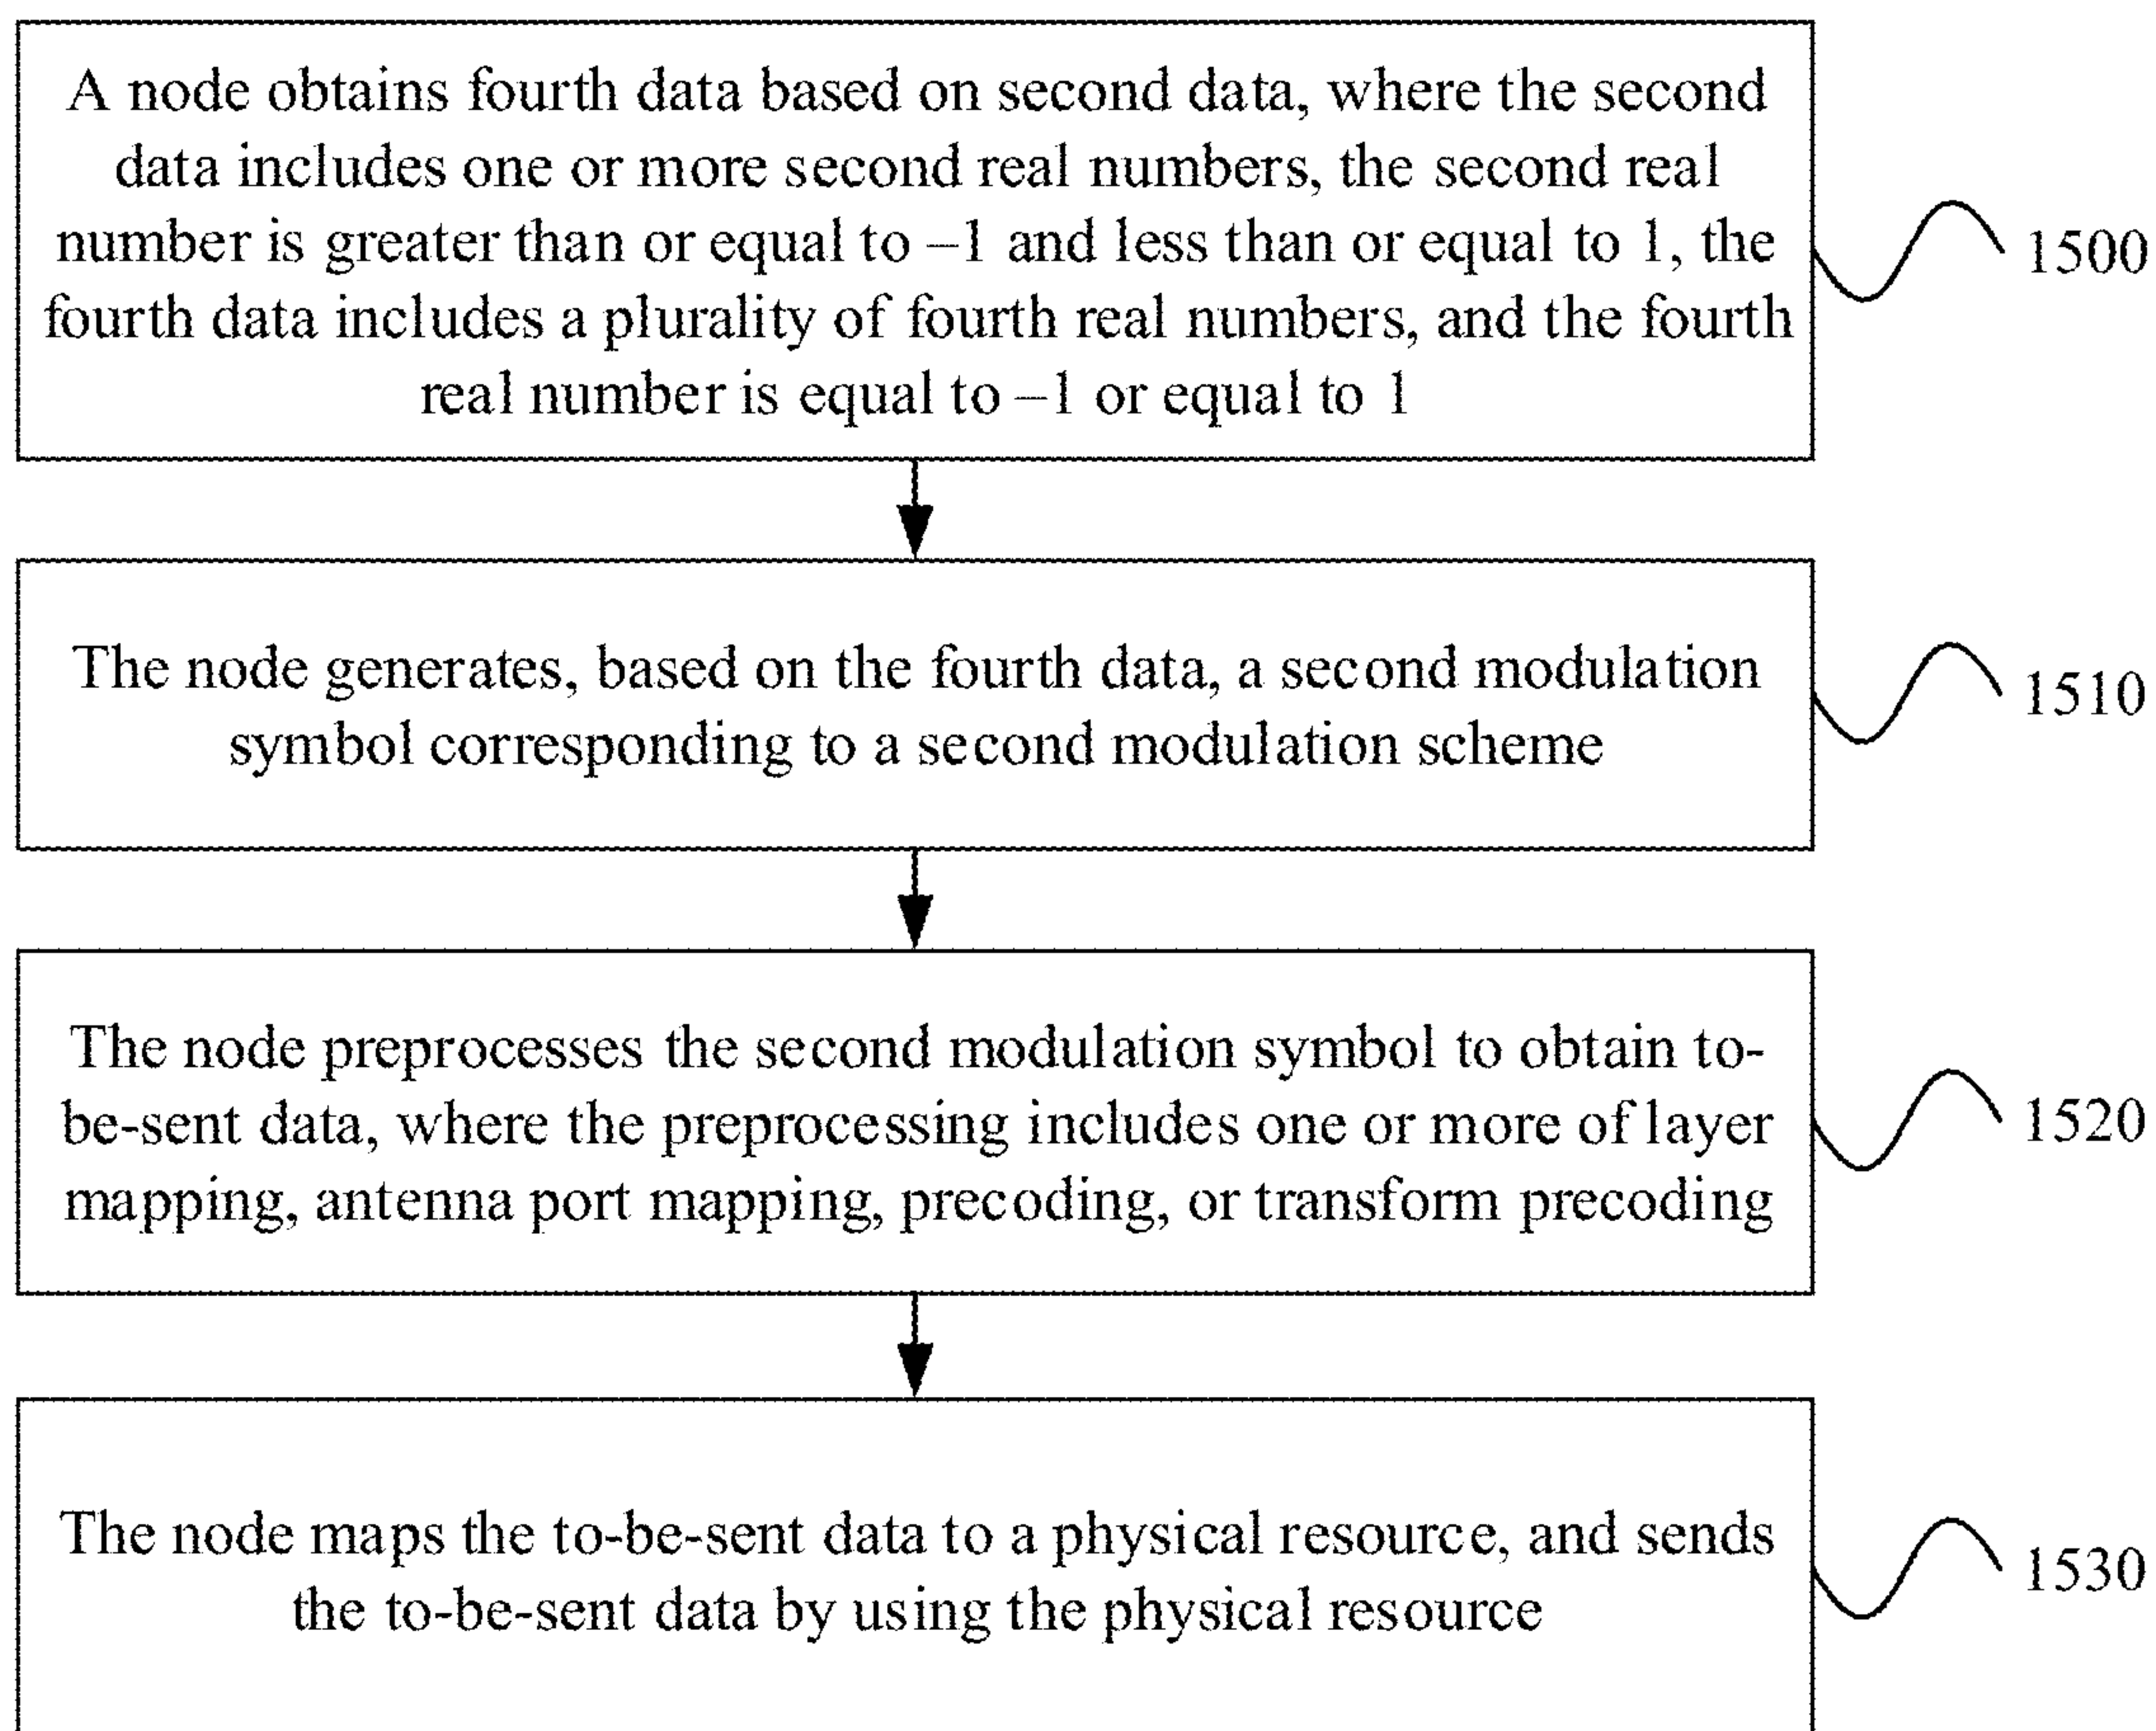 A node obtains fourth data based on second data, where the second
data includes one or more second real numbers, the second real
number is greater than or equal to –1 and less than or equal to 1, the
fourth data includes a plurality of fourth real numbers, and the fourth
real number is equal to –1 or equal to 1
1500
The node generates, based on the fourth data, a second modulation
symbol corresponding to a second modulation scheme
1510
The node preprocesses the second modulation symbol to obtain to-
be-sent data, where the preprocessing includes one or more of layer
mapping, antenna port mapping, precoding, or transform precoding
1520
The node maps the to-be-sent data to a physical resource, and sends
the to-be-sent data by using the physical resource
1530